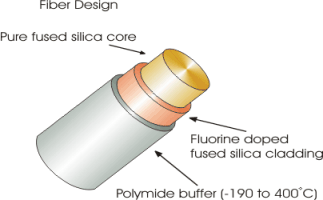 Fiber Design
Pure fused silica core
Fluorine doped
fused silica cladding
Polymide buffer (-190 to 400°C)